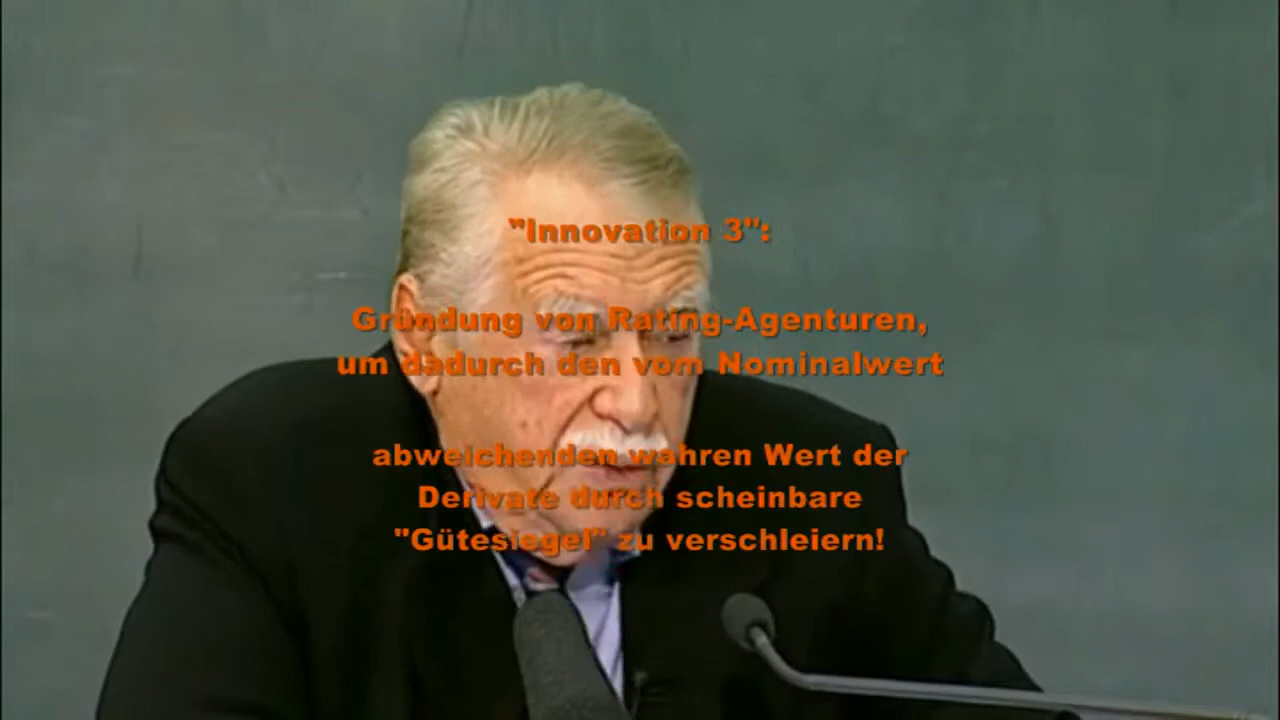 "Innovation 3":
Gründung von Rating-Agenturen,
um dadurch den vom Nominalwert
abweichenden wahren Wert der
Derivate durch scheinbare
"Gütesiegel" zu verschleiern!